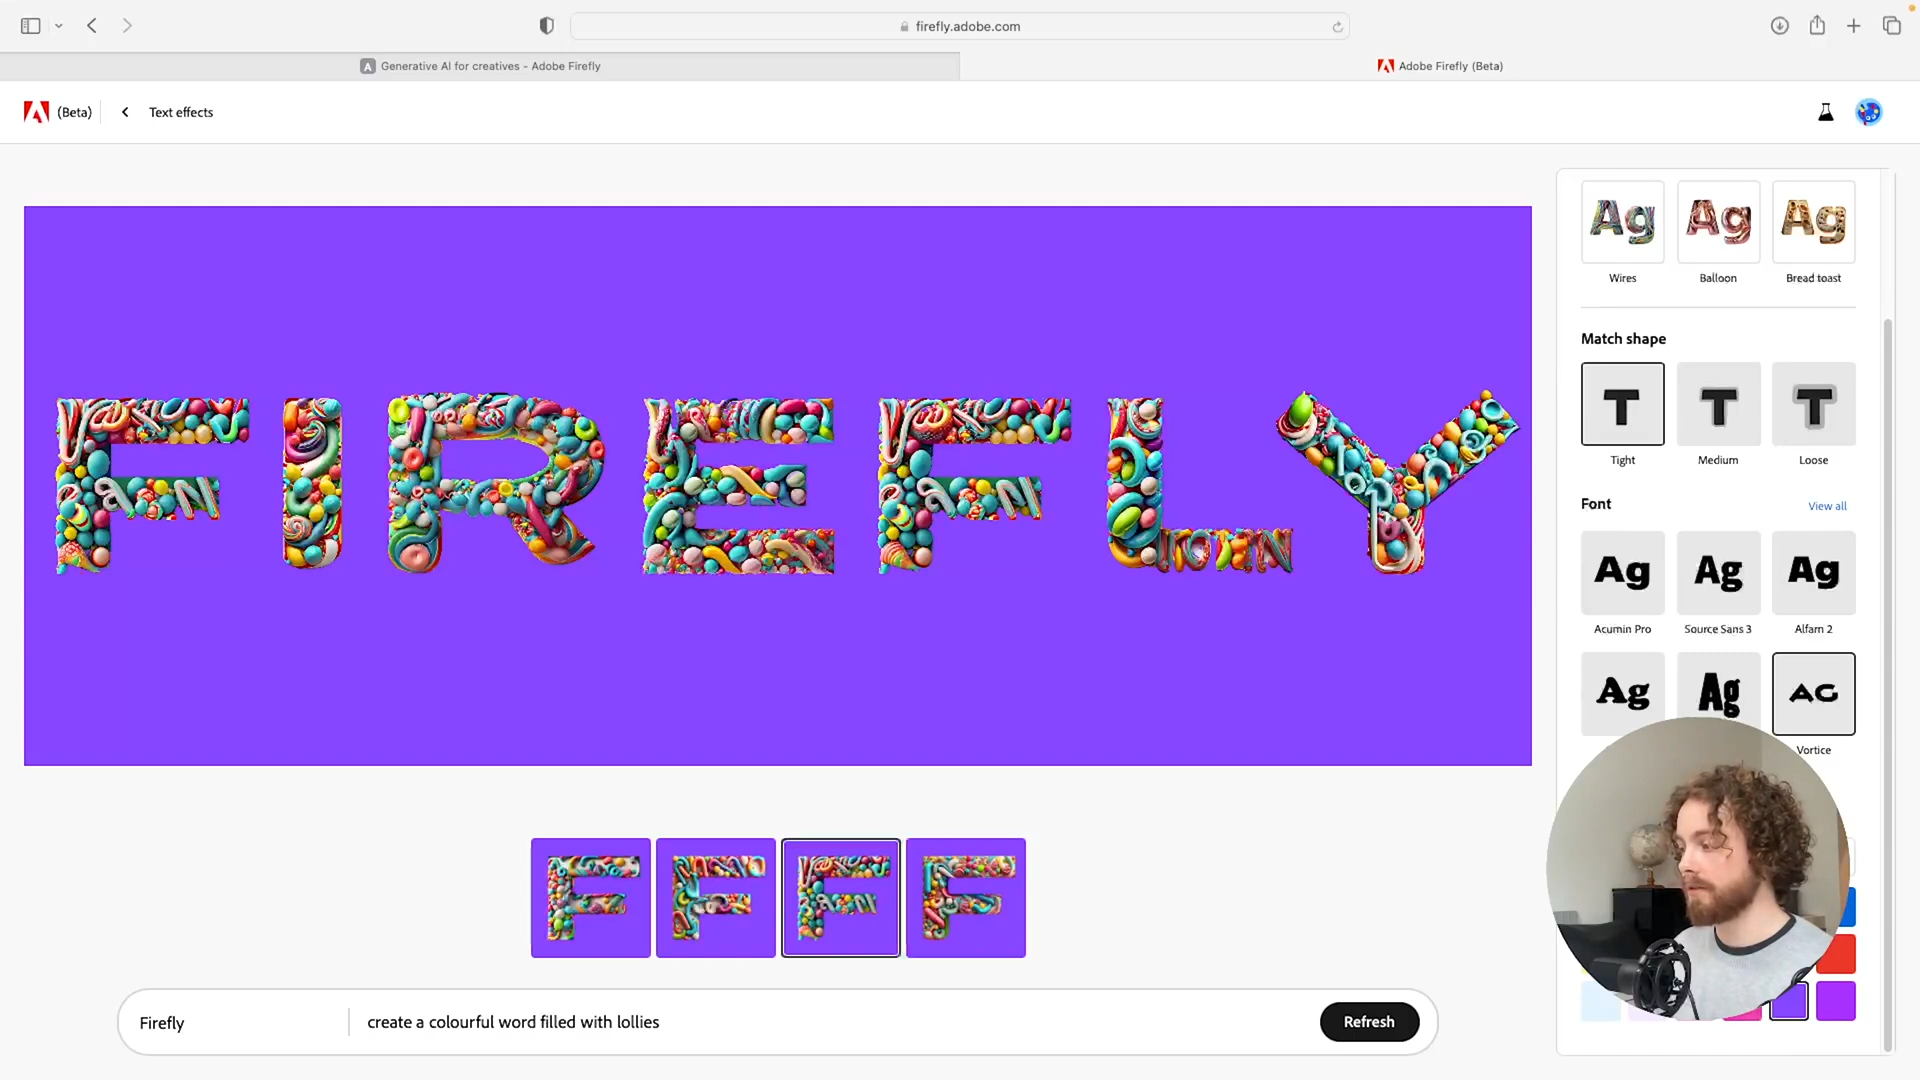 firefly.adobe.com
A Generative AI for creatives - Adobe Firefly
Adobe Firefly (Beta)
(Beta)
Text effects
FIREFLY
Ag
Ag
Ag
Wires
Balloon
Bread toast
Match shape
T
T
T
Tight
Medium
Loose
Font
View all
Ag
Ag
Ag
Acumin Pro
Source Sans 3
Alfarn 2
Ag
Ag
AG
Vortice
F
F
F
F
Firefly
create a colourful word filled with lollies
Refresh